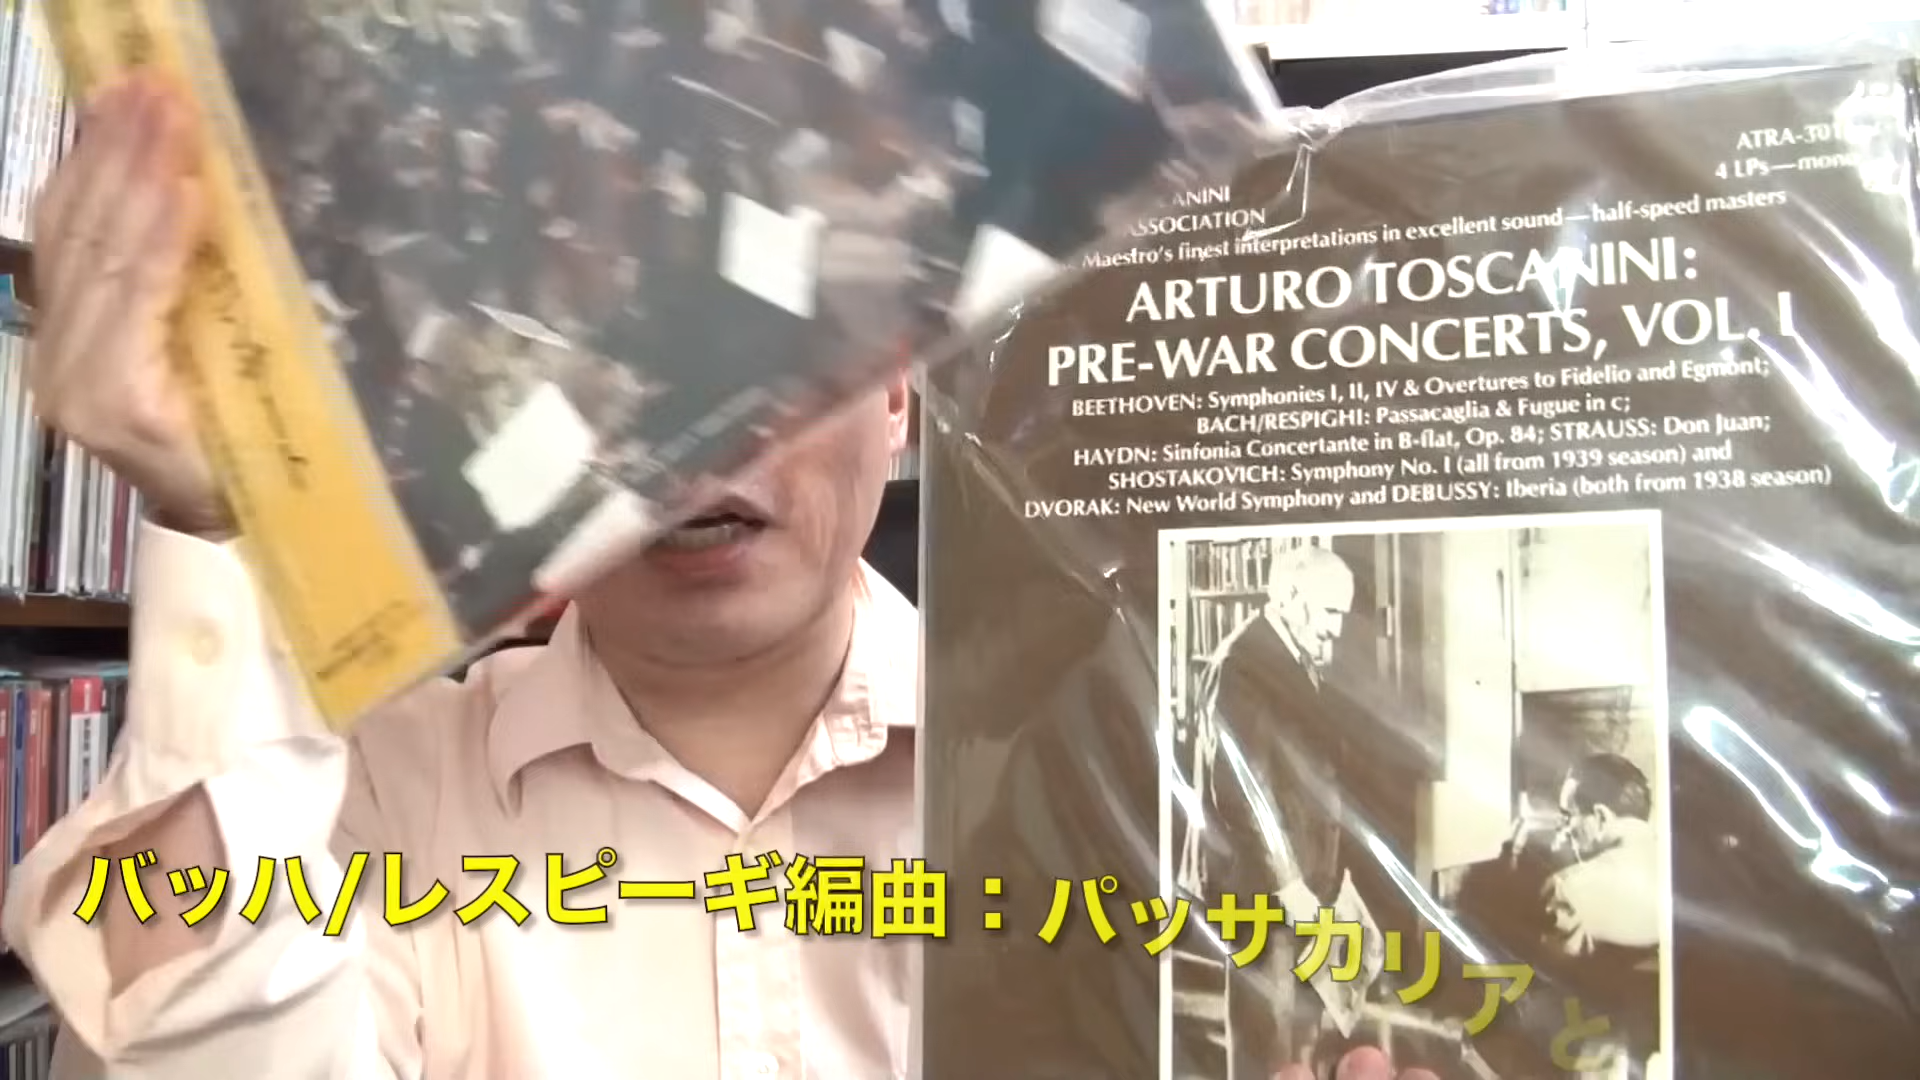 ATRA-301
4 LPs—mono
ANINI
SSOCIATION
Maestro's finest interpretations in excellent sound—half-speed masters
ARTURO TOSCANINI:
PRE-WAR CONCERTS, VOL. I
BEETHOVEN: Symphonies I, II, IV & Overtures to Fidelio and Egmont;
BACH/RESPIGHI: Passacaglia & Fugue in c;
HAYDN: Sinfonia Concertante in B-flat, Op. 84; STRAUSS: Don Juan;
SHOSTAKOVICH: Symphony No. I (all from 1939 season) and
DVORAK: New World Symphony and DEBUSSY: Iberia (both from 1938 season)
バッハ/レスピーギ編曲：パッサカリアと